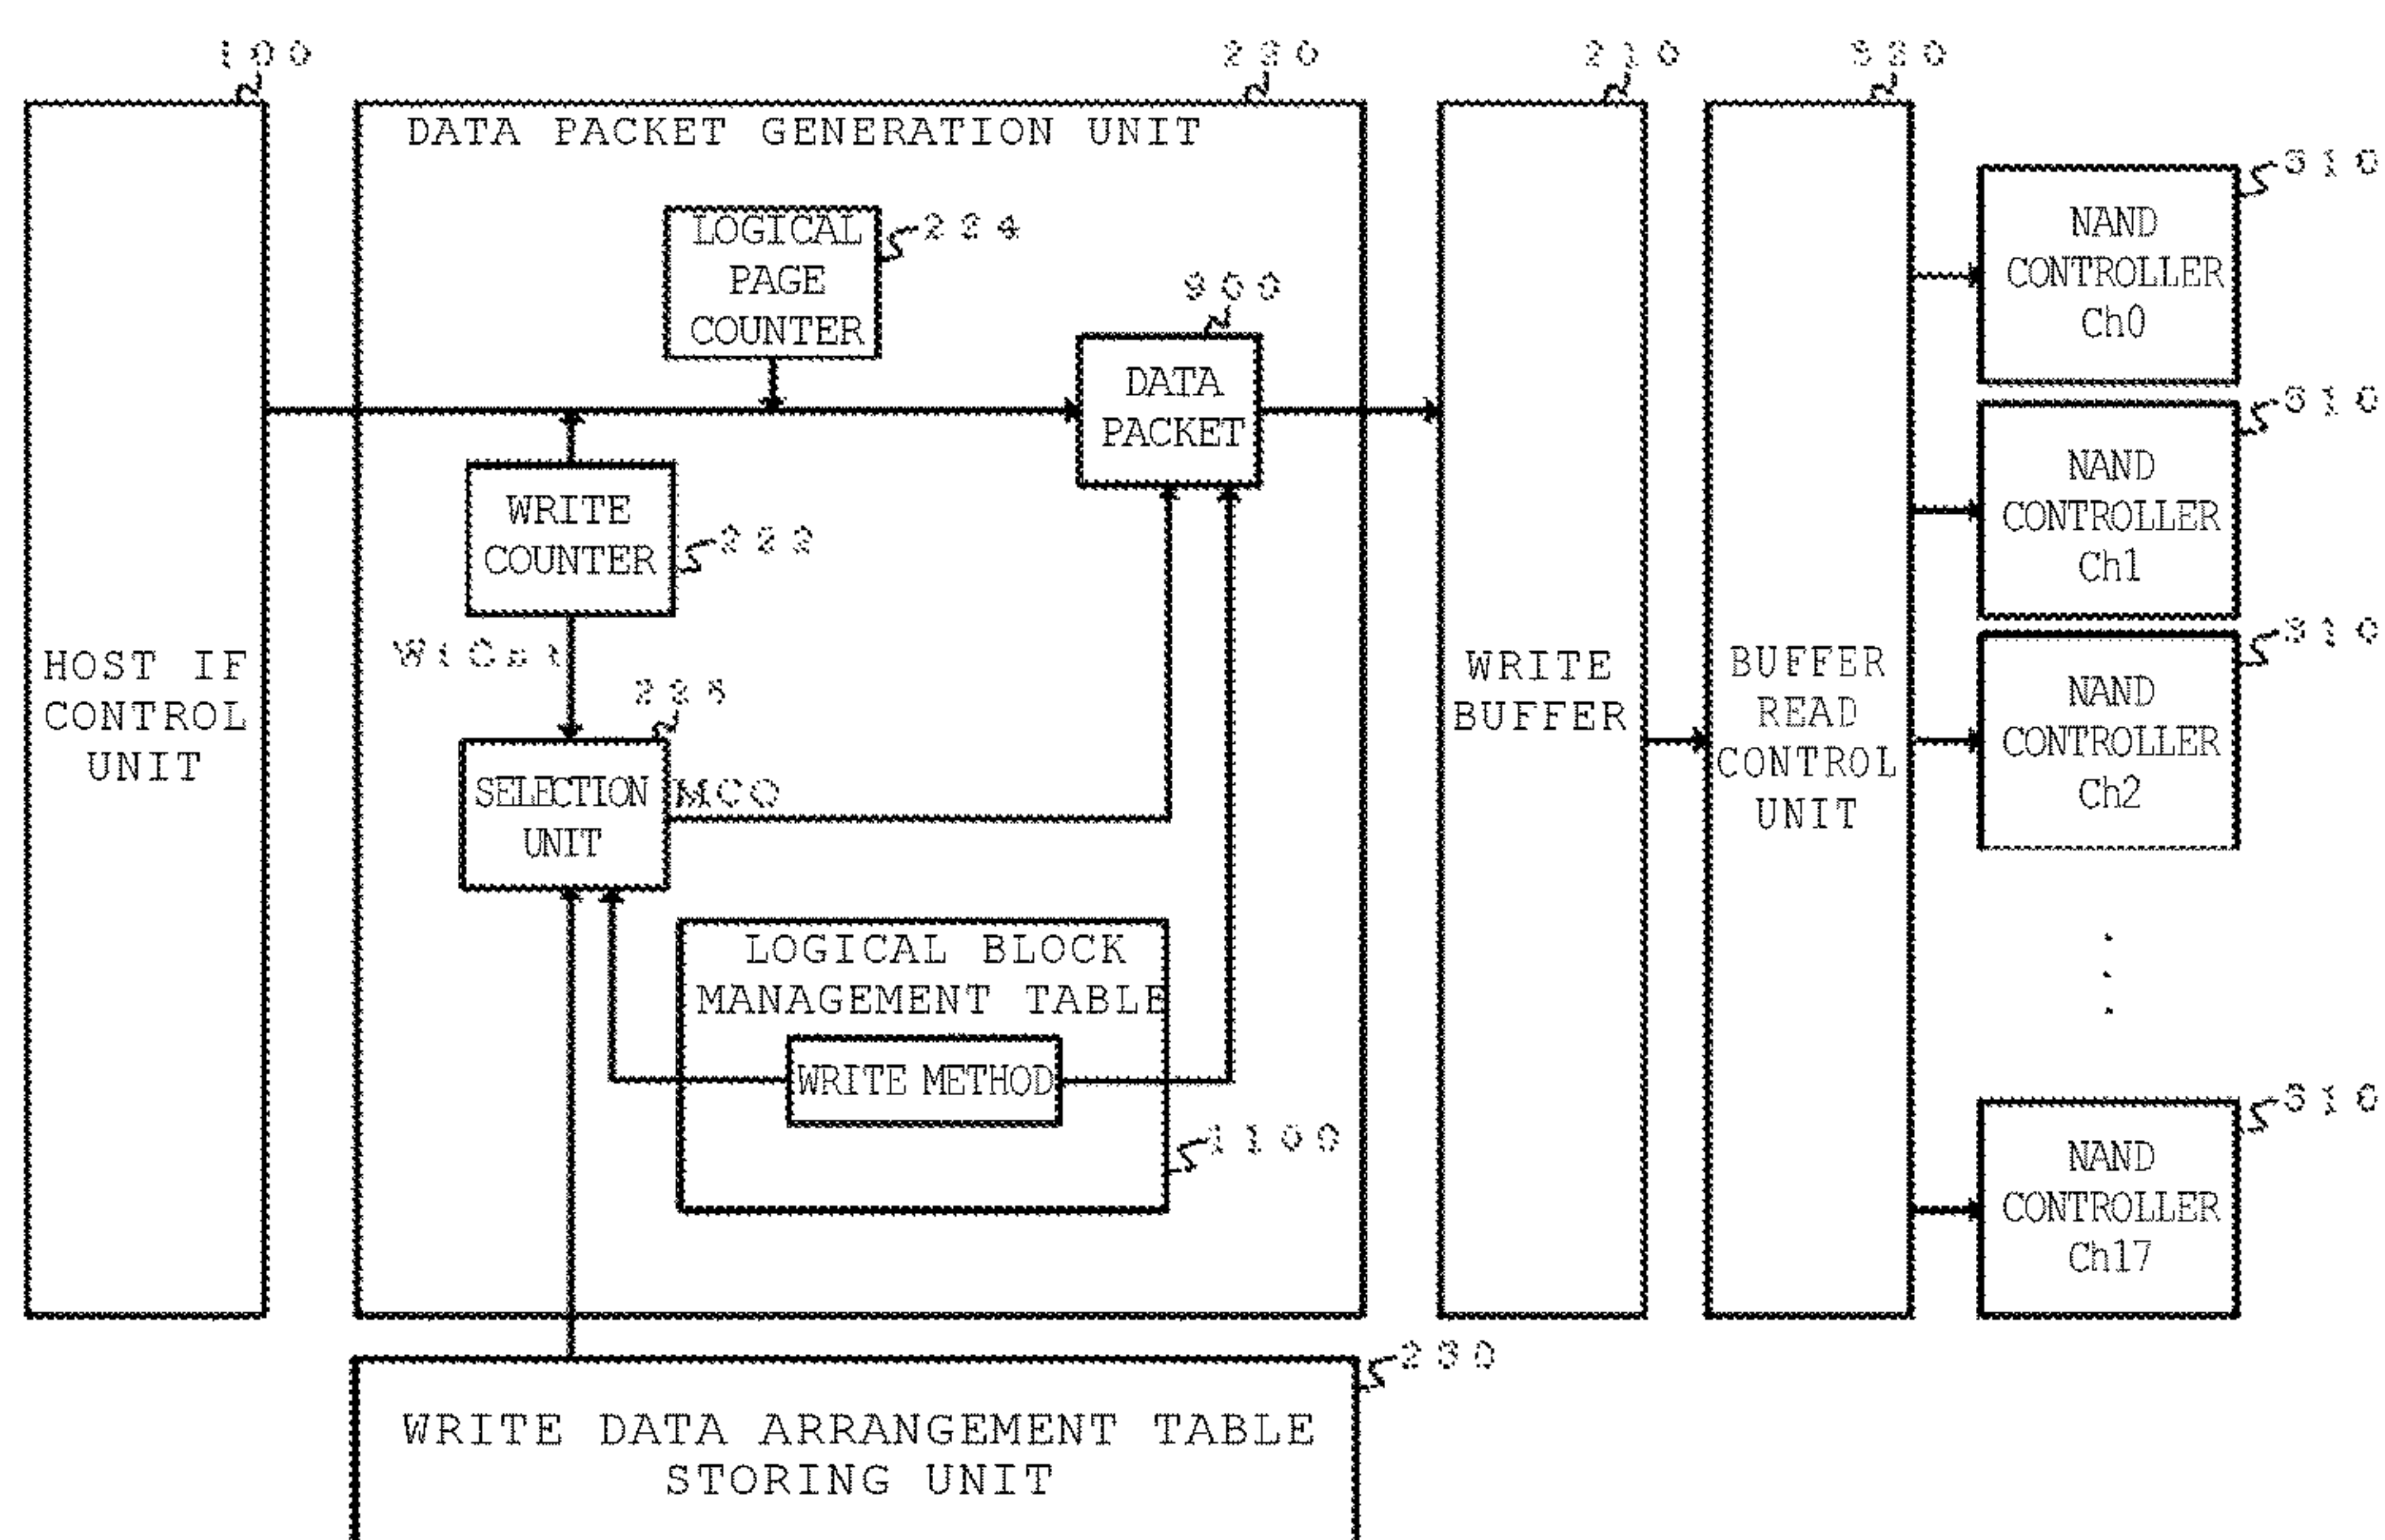 100
220
210
320
DATA PACKET GENERATION UNIT
LOGICAL
PAGE
COUNTER
224
900
DATA
PACKET
WRITE
COUNTER
222
HOST IF
CONTROL
UNIT
SELECTION
UNIT
MCO
LOGICAL BLOCK
MANAGEMENT TABLE
WRITE METHOD
1100
WRITE
BUFFER
BUFFER
READ
CONTROL
UNIT
310
NAND
CONTROLLER
Ch0
310
NAND
CONTROLLER
Ch1
310
NAND
CONTROLLER
Ch2
310
NAND
CONTROLLER
Ch17
230
WRITE DATA ARRANGEMENT TABLE
STORING UNIT